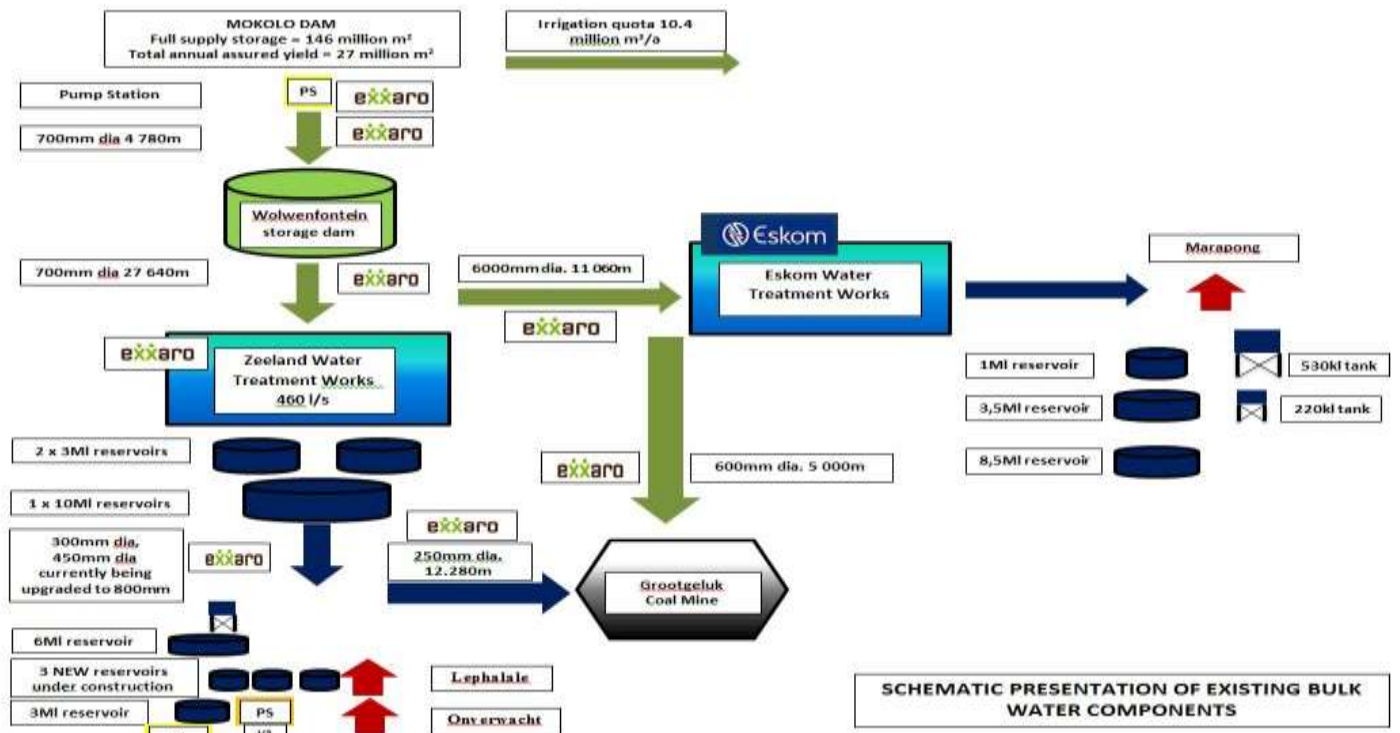 MOKOLO DAM
Full supply storage = 146 million m²
Total annual assured yield = 27 million m²
Irrigation quota 10.4
million m³/a
Pump Station
PS
exxaro
exxaro
700mm dia 4 780m
Wolwenfontein
storage dam
700mm dia 27 640m
exxaro
6000mm dia. 11 060m
exxaro
Eskom
Eskom Water
Treatment Works
Marapong
exxaro
Zeeland Water
Treatment Works
460 l/s
1Ml reservoir
530kl tank
3,5Ml reservoir
220kl tank
8,5Ml reservoir
2 x 3Ml reservoirs
exxaro
600mm dia. 5 000m
1 x 10Ml reservoirs
300mm dia,
450mm dia
currently being
upgraded to 800mm
exxaro
exxaro
250mm dia.
12.280m
Grootgeluk
Coal Mine
6Ml reservoir
3 NEW reservoirs
under construction
Lephalale
3Ml reservoir
PS
Onverwacht
SCHEMATIC PRESENTATION OF EXISTING BULK
WATER COMPONENTS